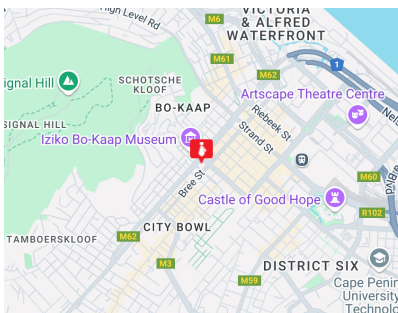 High Level Rd
M6
VICTORIA
& ALFRED
WATERFRONT
M61
1
M62
Signal Hill
SCHOTSCHE
KLOOF
Artscape Theatre Centre
BO-KAAP
Riebeek St
SIGNAL HILL
Strand St
Iziko Bo-Kaap Museum
M60
Bree St
Castle of Good Hope
R102
CITY BOWL
TAMBOERSKLOOF
M62
M3
DISTRICT SIX
M59
Cape Penin
University
Technolo